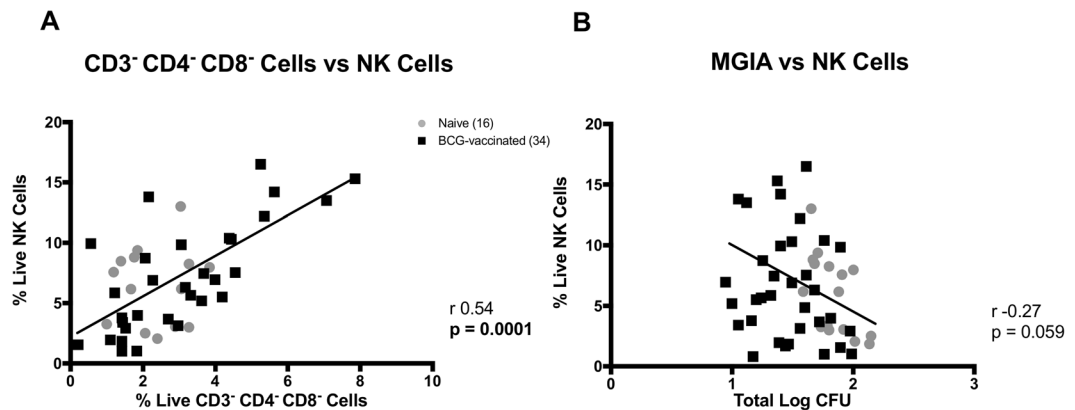 A
CD3⁻ CD4⁻ CD8⁻ Cells vs NK Cells
Naive (16)
BCG-vaccinated (34)
% Live NK Cells
20
15
10
5
0
0 2 4 6 8 10
% Live CD3⁻ CD4⁻ CD8⁻ Cells
r 0.54
p = 0.0001
B
MGIA vs NK Cells
% Live NK Cells
20
15
10
5
0
0 1 2 3
Total Log CFU
r -0.27
p = 0.059